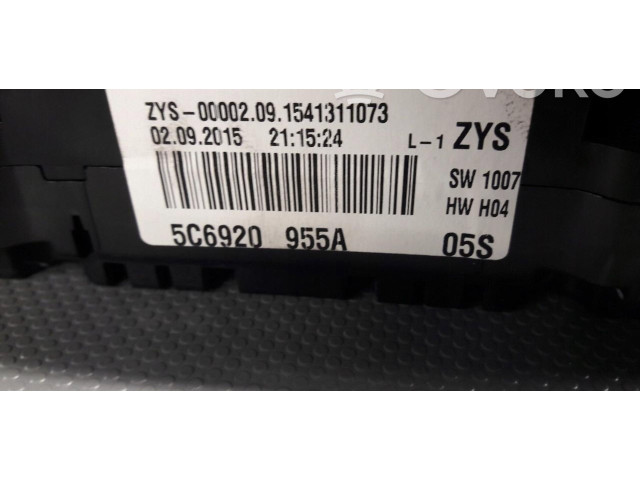 ZYS-00002.09.1541311073
02.09.2015 21:15:24 L-1 ZYS
SW 1007
HW H04
5C6920 955A 05S